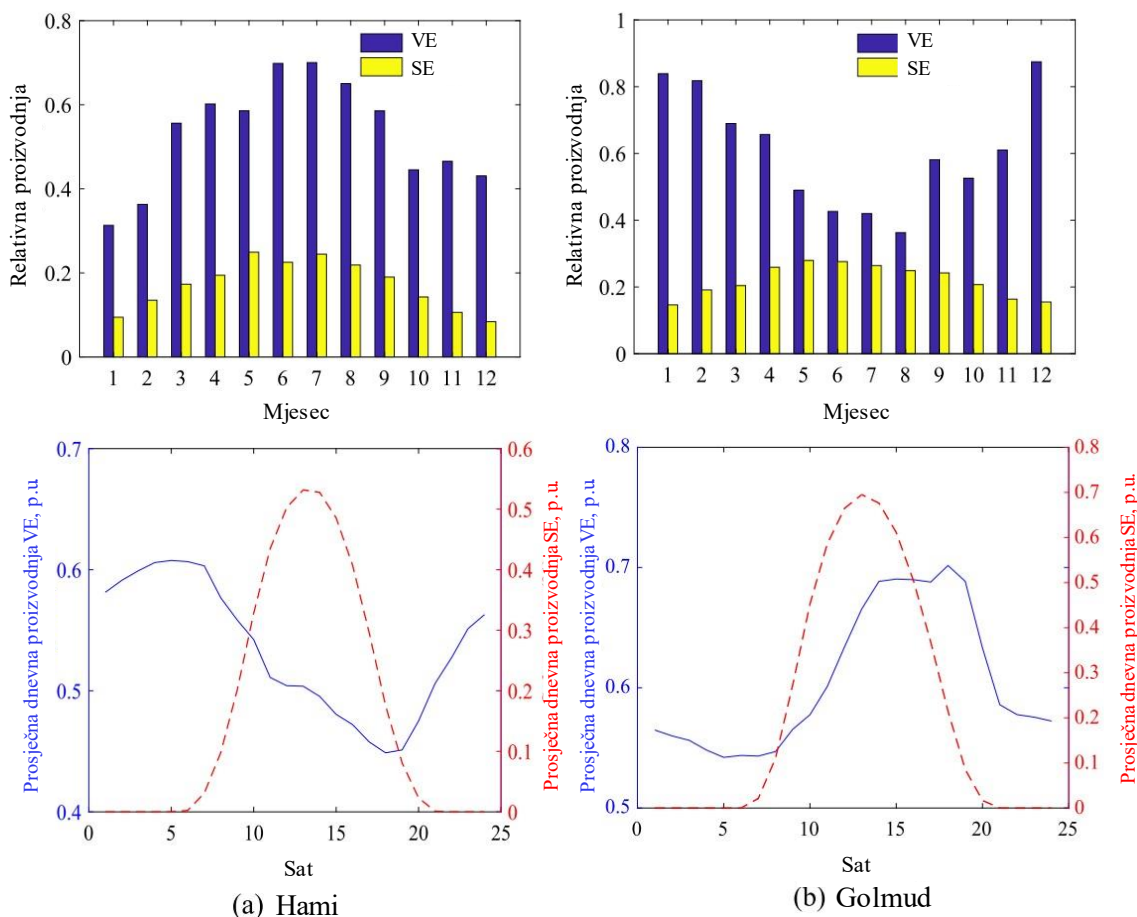 0.8
0.6
0.4
0.2
0
Relativna proizvodnja
VE
SE
1 2 3 4 5 6 7 8 9 10 11 12
Mjesec
1
0.8
0.6
0.4
0.2
0
Relativna proizvodnja
VE
SE
1 2 3 4 5 6 7 8 9 10 11 12
Mjesec
0.7
0.6
0.5
0.4
Prosječna dnevna proizvodnja VE, p.u.
0.6
0.5
0.4
0.3
0.2
0.1
0
Prosječna dnevna proizvodnja SE, p.u.
0 5 10 15 20 25
Sat
(a) Hami
0.8
0.7
0.6
0.5
Prosječna dnevna proizvodnja VE, p.u.
0.8
0.7
0.6
0.5
0.4
0.3
0.2
0.1
0
Prosječna dnevna proizvodnja SE, p.u.
0 5 10 15 20 25
Sat
(b) Golmud